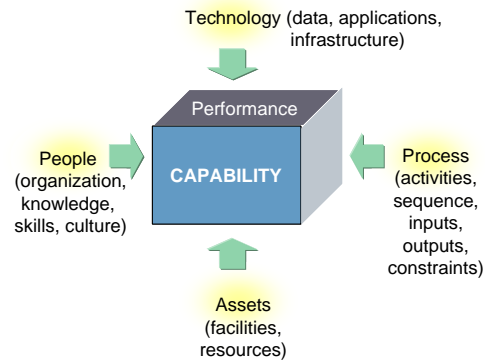 Technology (data, applications,
infrastructure)
Performance
CAPABILITY
People
(organization,
knowledge,
skills, culture)
Process
(activities,
sequence,
inputs,
outputs,
constraints)
Assets
(facilities,
resources)